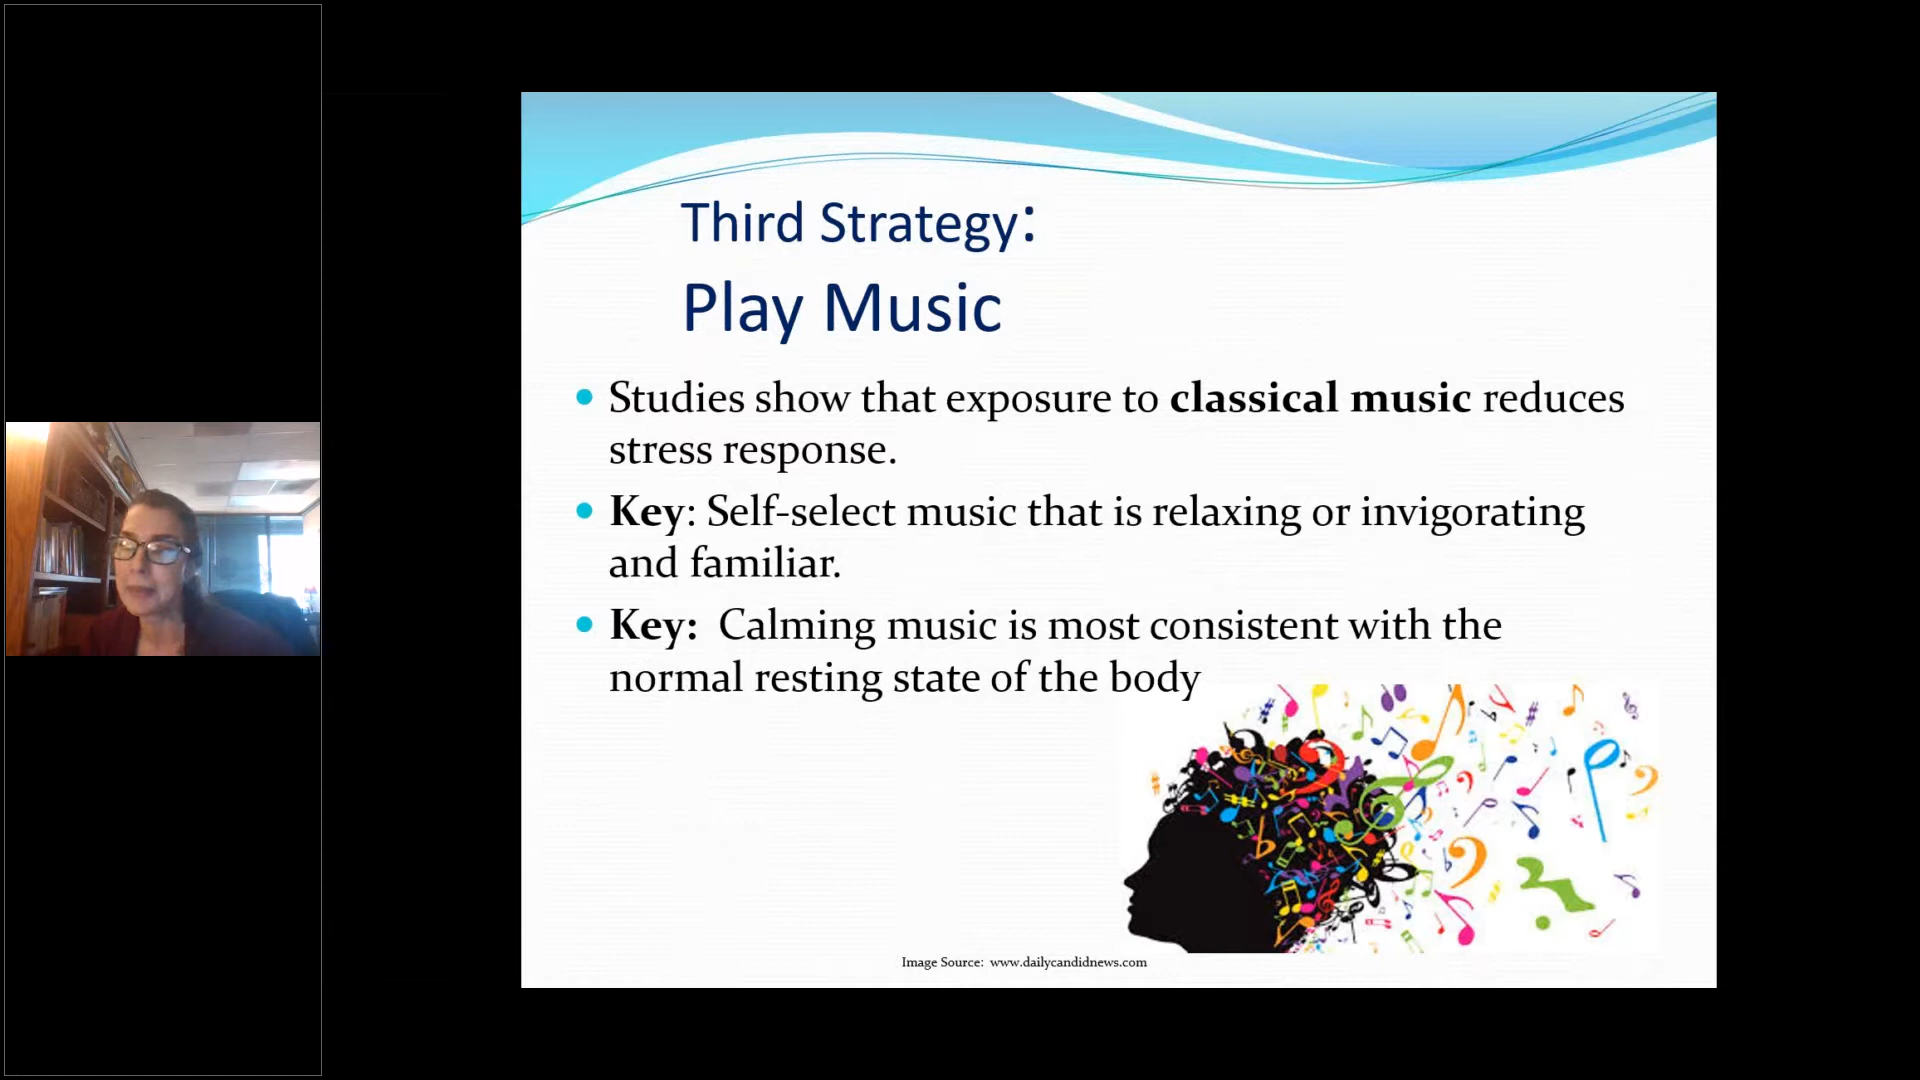 Third Strategy:
Play Music
• Studies show that exposure to classical music reduces
stress response.
• Key: Self-select music that is relaxing or invigorating
and familiar.
• Key:  Calming music is most consistent with the
normal resting state of the body
Image Source:  www.dailycandidnews.com